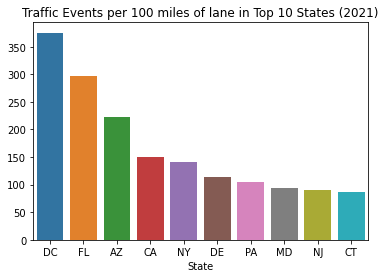 Traffic Events per 100 miles of lane in Top 10 States (2021)
350
300
250
200
150
100
50
0
DC FL AZ CA NY DE PA MD NJ CT
State